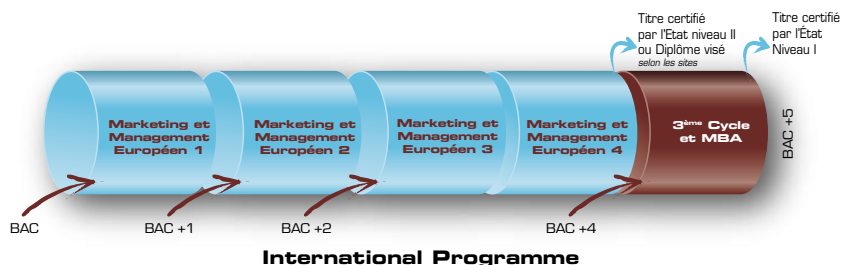 Titre certifié
par l'Etat niveau II
ou Diplôme visé
selon les sites
Titre certifié
par l'État
Niveau I
Marketing et
Management
Européen 1
Marketing et
Management
Européen 2
Marketing et
Management
Européen 3
Marketing et
Management
Européen 4
3ème Cycle
et MBA
BAC +5
BAC
BAC +1
BAC +2
BAC +4
International Programme